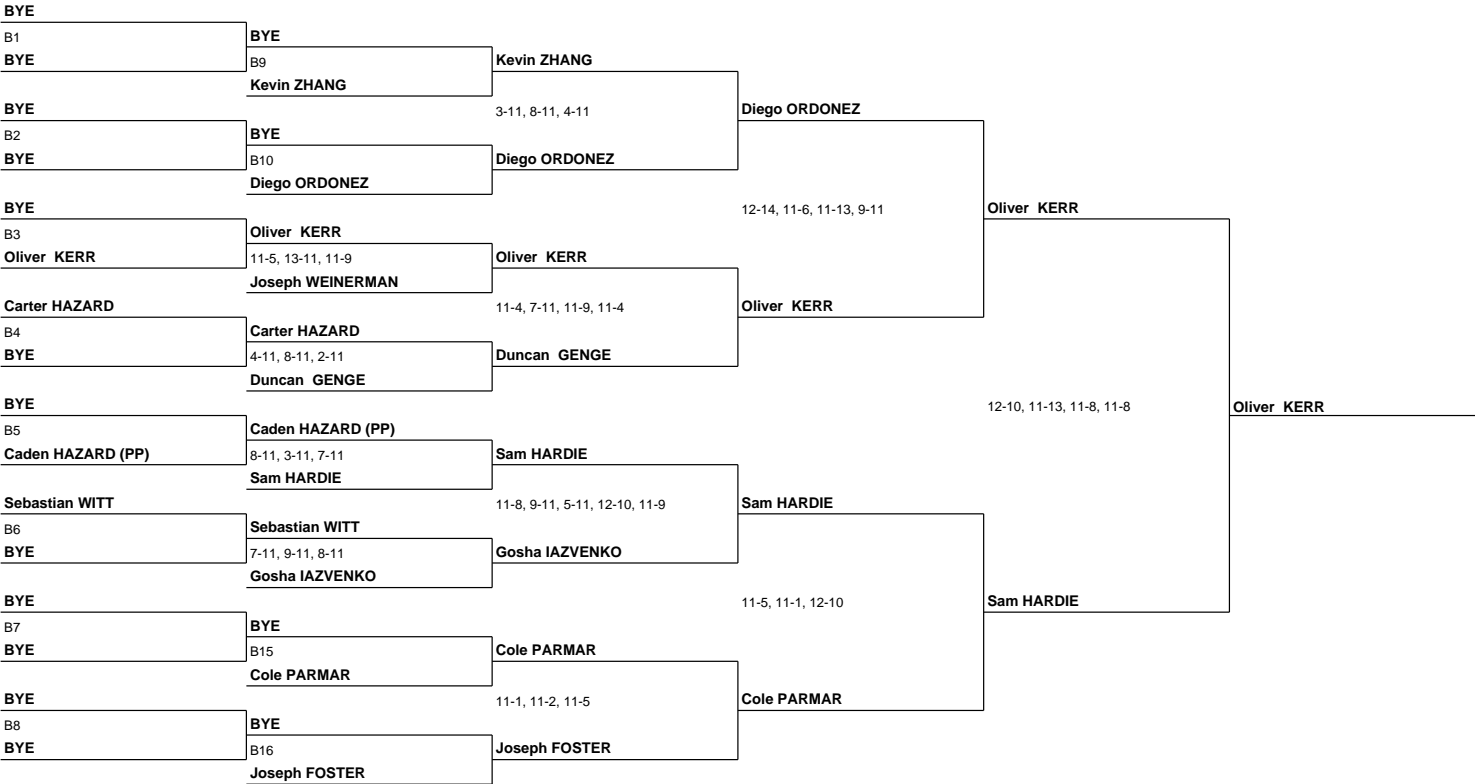 BYE
B1
BYE
BYE
B9
Kevin ZHANG
Kevin ZHANG
3-11, 8-11, 4-11
BYE
B2
BYE
BYE
B10
Diego ORDONEZ
Diego ORDONEZ
Diego ORDONEZ
12-14, 11-6, 11-13, 9-11
BYE
B3
Oliver KERR
Oliver KERR
11-5, 13-11, 11-9
Joseph WEINERMAN
Oliver KERR
11-4, 7-11, 11-9, 11-4
Carter HAZARD
B4
BYE
Carter HAZARD
4-11, 8-11, 2-11
Duncan GENGE
Duncan GENGE
Oliver KERR
Oliver KERR
12-10, 11-13, 11-8, 11-8
Oliver KERR
BYE
B5
Caden HAZARD (PP)
Caden HAZARD (PP)
8-11, 3-11, 7-11
Sam HARDIE
Sam HARDIE
11-8, 9-11, 5-11, 12-10, 11-9
Sebastian WITT
B6
BYE
Sebastian WITT
7-11, 9-11, 8-11
Gosha IAZVENKO
Gosha IAZVENKO
Sam HARDIE
11-5, 11-1, 12-10
Sam HARDIE
BYE
B7
BYE
BYE
B15
Cole PARMAR
Cole PARMAR
11-1, 11-2, 11-5
Cole PARMAR
BYE
B8
BYE
BYE
B16
Joseph FOSTER
Joseph FOSTER